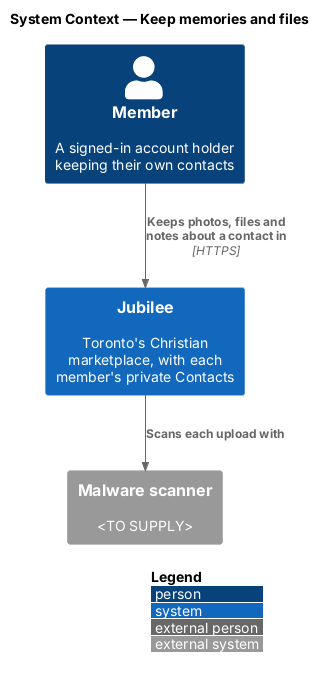 System Context — Keep memories and files
Member
A signed-in account holder
keeping their own contacts
Keeps photos, files and
notes about a contact in
[HTTPS]
Jubilee
Toronto's Christian
marketplace, with each
member's private Contacts
Scans each upload with
Malware scanner
<TO SUPPLY>
Legend
person
system
external person
external system